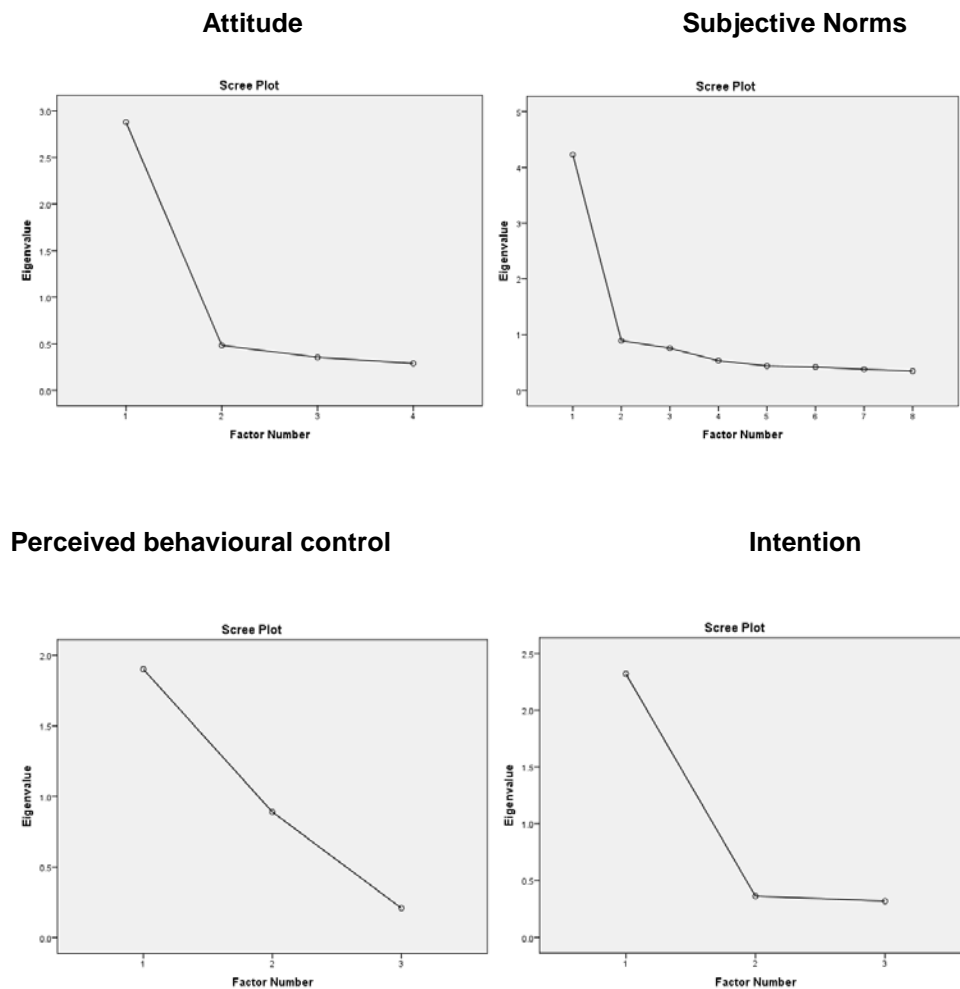 Attitude
Scree Plot
3.0
2.5
2.0
1.5
1.0
0.5
0.0
Eigenvalue
1 2 3 4
Factor Number
Subjective Norms
Scree Plot
5
4
3
2
1
0
Eigenvalue
1 2 3 4 5 6 7 8
Factor Number
Perceived behavioural control
Scree Plot
2.0
1.5
1.0
0.5
0.0
Eigenvalue
1 2 3
Factor Number
Intention
Scree Plot
2.5
2.0
1.5
1.0
0.5
0.0
Eigenvalue
1 2 3
Factor Number